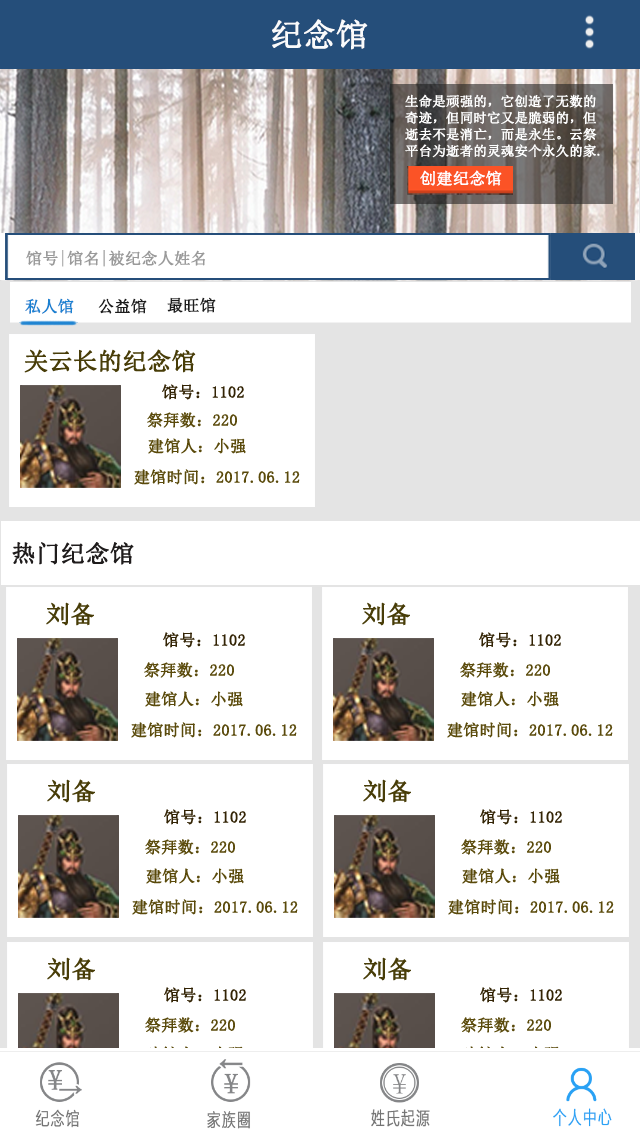 纪念馆
生命是顽强的，它创造了无数的
奇迹，但同时它又是脆弱的，但
逝去不是消亡，而是永生。云祭
平台为逝者的灵魂安个永久的家.
创建纪念馆
馆号|馆名|被纪念人姓名
私人馆 公益馆 最旺馆
关云长的纪念馆
馆号：1102
祭拜数：220
建馆人：小强
建馆时间：2017.06.12
热门纪念馆
刘备
馆号：1102
祭拜数：220
建馆人：小强
建馆时间：2017.06.12
刘备
馆号：1102
祭拜数：220
建馆人：小强
建馆时间：2017.06.12
刘备
馆号：1102
祭拜数：220
建馆人：小强
建馆时间：2017.06.12
刘备
馆号：1102
祭拜数：220
建馆人：小强
建馆时间：2017.06.12
刘备
馆号：1102
祭拜数：220
刘备
馆号：1102
祭拜数：220
¥ ¥ ¥
纪念馆 家族圈 姓氏起源 个人中心